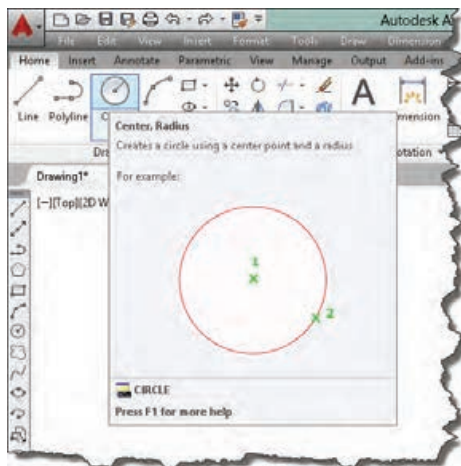 Autodesk A
File Edit View Insert Format Tools Draw Dimension
Home Insert Annotate Parametric View Manage Output Add-ins
Line Polyline C
A
mension
Dra
otation
Center, Radius
Creates a circle using a center point and a radius
Drawing1*
For example:
[-][Top][2D W
1
2
CIRCLE
Press F1 for more help